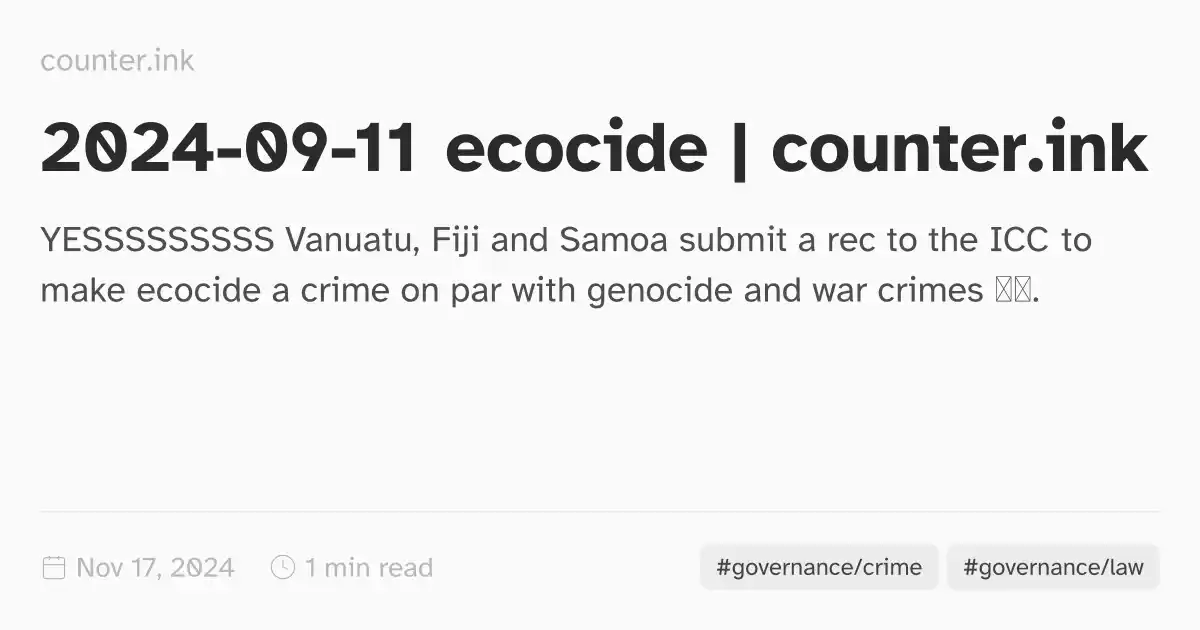 counter.ink
2024-09-11 ecocide | counter.ink
YESSSSSSSSS Vanuatu, Fiji and Samoa submit a rec to the ICC to
make ecocide a crime on par with genocide and war crimes .
Nov 17, 2024
1 min read
#governance/crime
#governance/law